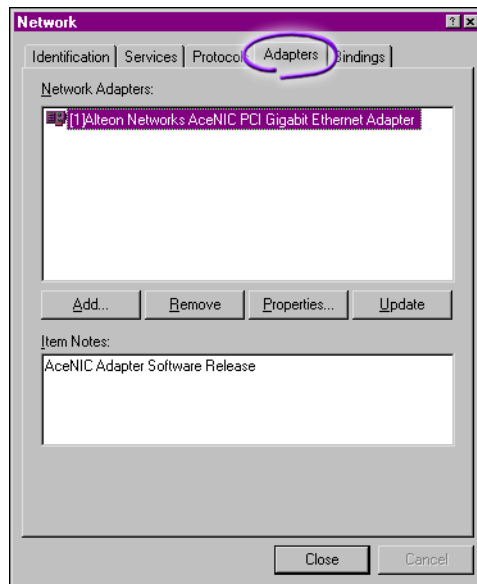 Network
Identification Services Protocols Adapters Bindings
Network Adapters:
[1]Alteon Networks AceNIC PCI Gigabit Ethernet Adapter
Add... Remove Properties... Update
Item Notes:
AceNIC Adapter Software Release
Close Cancel